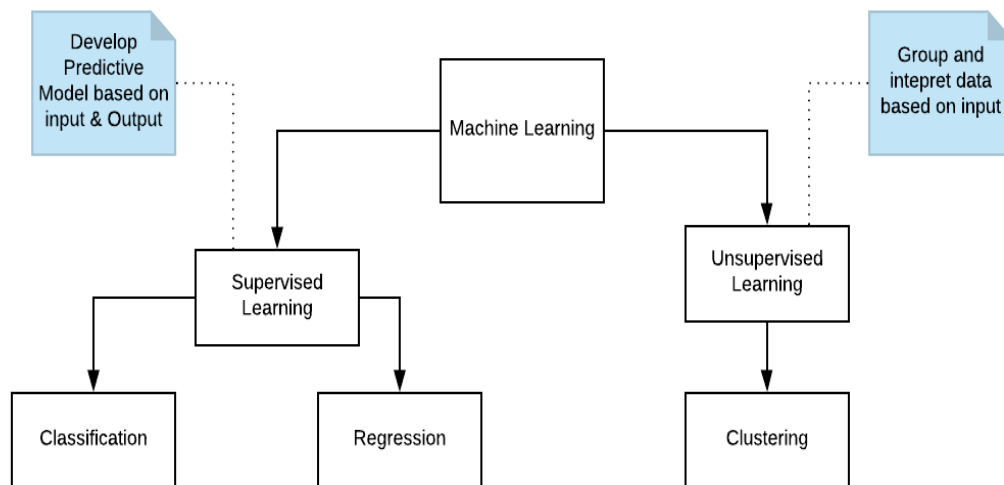 Develop
Predictive
Model based on
input & Output
Machine Learning
Group and
intepret data
based on input
Supervised
Learning
Unsupervised
Learning
Classification
Regression
Clustering